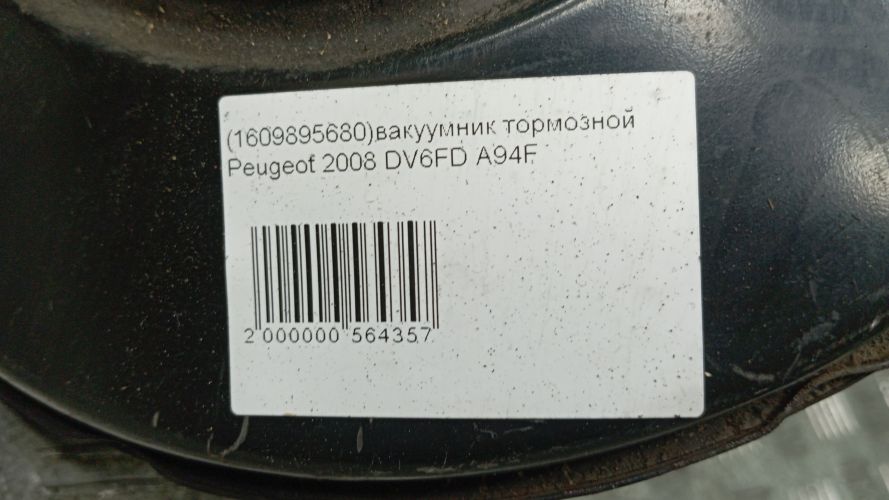 (1609895680)вакуумник тормозной
Peugeot 2008 DV6FD A94F
2 000000 564357